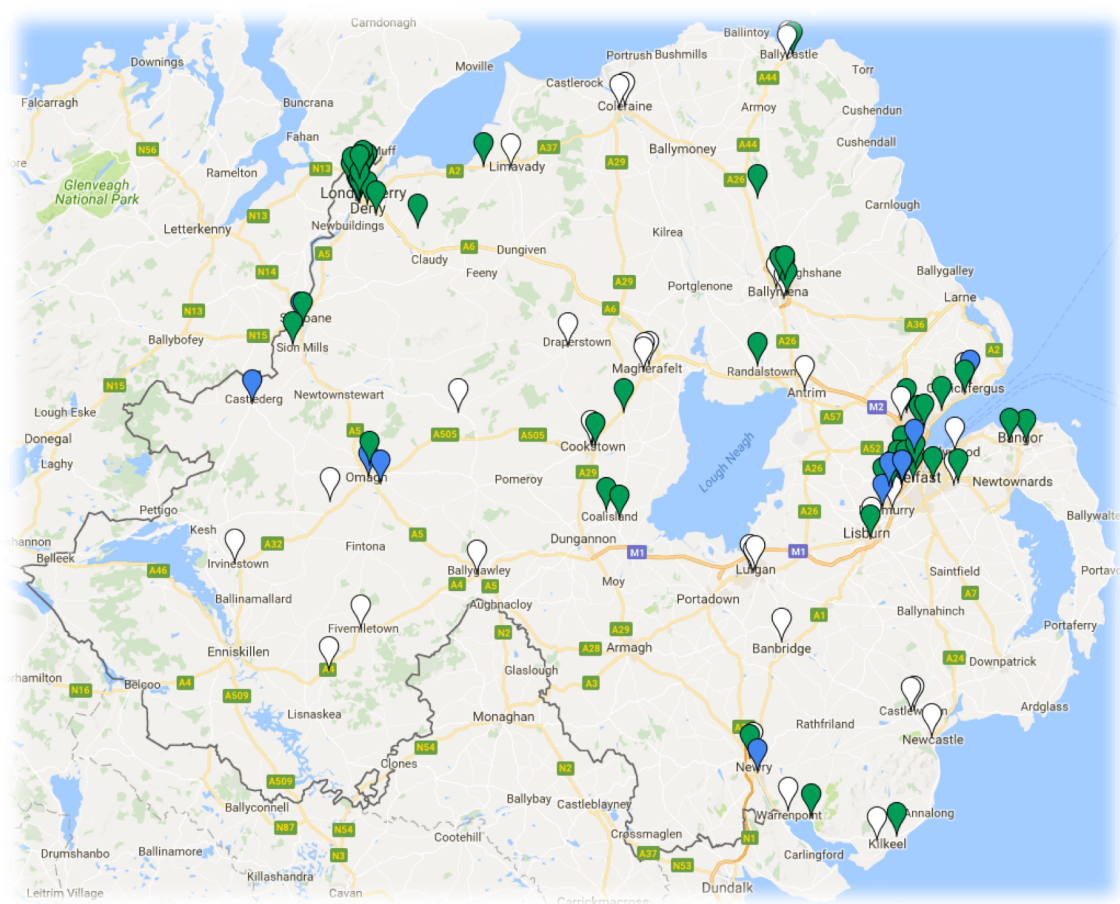 Carndonagh
Ballintoy
Downings
Portrush Bushmills
Ballycastle
Moville
Torr
Castlerock
A44
Falcarragh
Buncrana
Coleraine
Armoy
Cushendun
Fahan
N56
Muff
A37
A44
Cushendall
Ballymoney
Limavady
A29
N13
A2
Ramelton
A26
Glenveagh
National Park
Derry
Carnlough
N13
Newbuildings
Letterkenny
Kilrea
A5
A6
Dungiven
Claudy
N14
Feeny
Ballygalley
A29
Portglenone
Ballymena
Larne
N13
A6
A36
Ballybofey
N15
Sion Mills
Draperstown
A26
A2
Magherafelt
Randalstown
N15
Antrim
Castlederg
Newtownstewart
M2
Lough Eske
A57
A5
A505
A505
Bangor
Donegal
Cookstown
A52
Laghy
Lough Neagh
A26
A29
Omagh
Pomeroy
Newtownards
Pettigo
A26
Coalisland
Ballywalter
Kesh
Lisburn
A5
Dungannon
Fintona
A32
Belleek
M1
M1
Irvinestown
A46
Ballygawley
Lurgan
Saintfield
A4
A5
Moy
A7
Ballinamallard
Portadown
Aughnacloy
Ballynahinch
A1
Fivemiletown
N2
A29
Portaferry
Enniskillen
A28
Armagh
Banbridge
A24
Downpatrick
A4
Glaslough
Belcoo
A4
N16
A3
A509
Castlewellan
Ardglass
Lisnaskea
Monaghan
Rathfriland
Newcastle
N54
Clones
N2
Newry
A509
Ballybay
Castleblayney
Ballyconnell
Warrenpoint
Annalong
N87
N54
Crossmaglen
Cootehill
N1
Kilkeel
Drumshanbo
Ballinamore
N3
A37
Carlingford
N53
Killashandra
Dundalk
Leitrim Village
Cavan
Carrickmacross